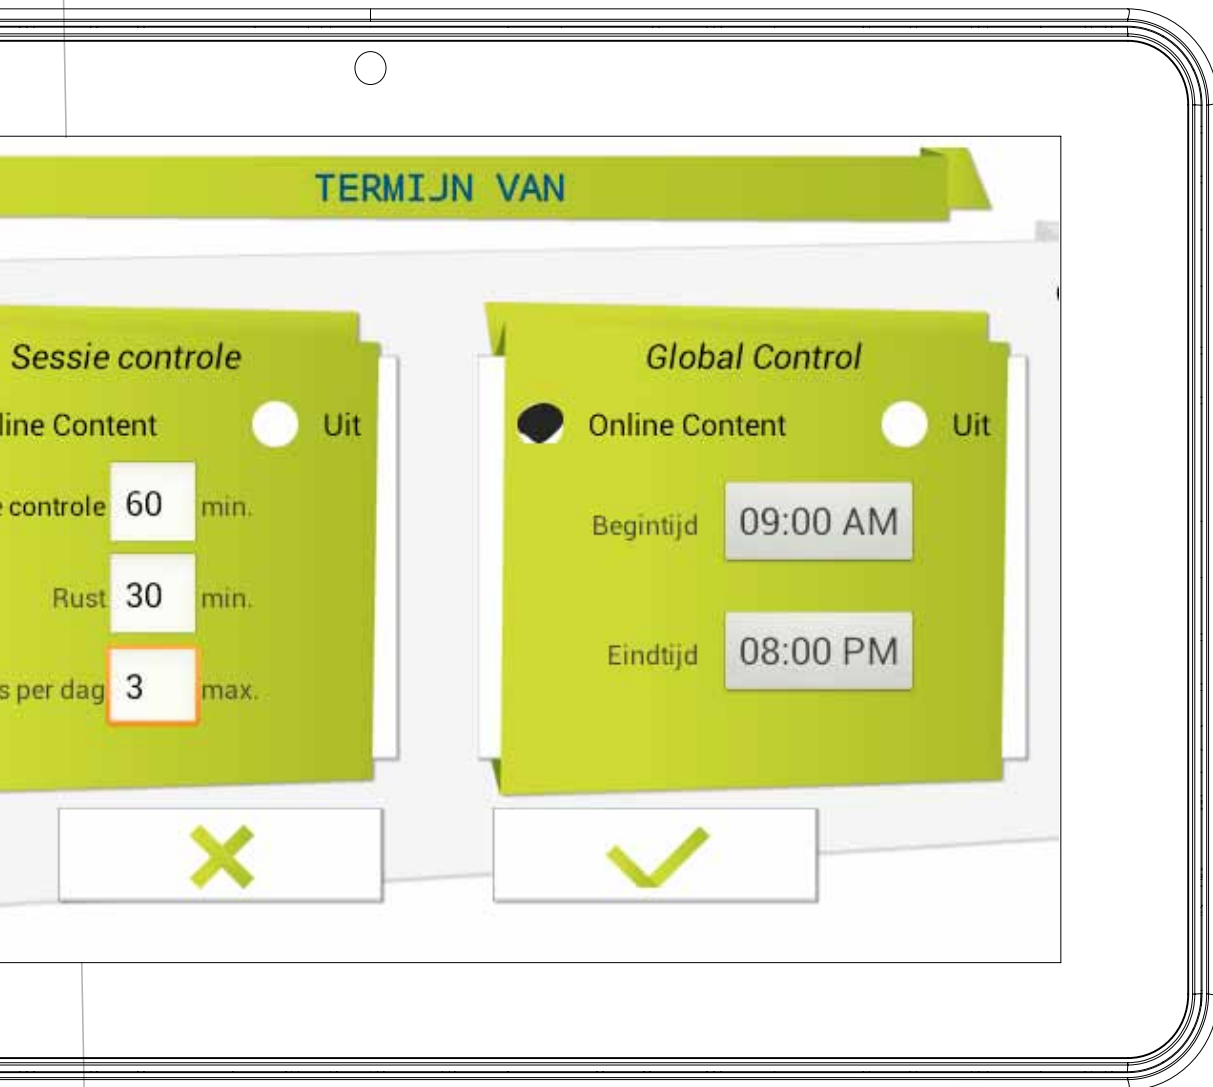 TERMIJN VAN
Sessie controle
Content
Uit
controle 60 min.
Rust 30 min.
per dag 3 max.
Global Control
Online Content
Uit
Begintijd 09:00 AM
Eindtijd 08:00 PM